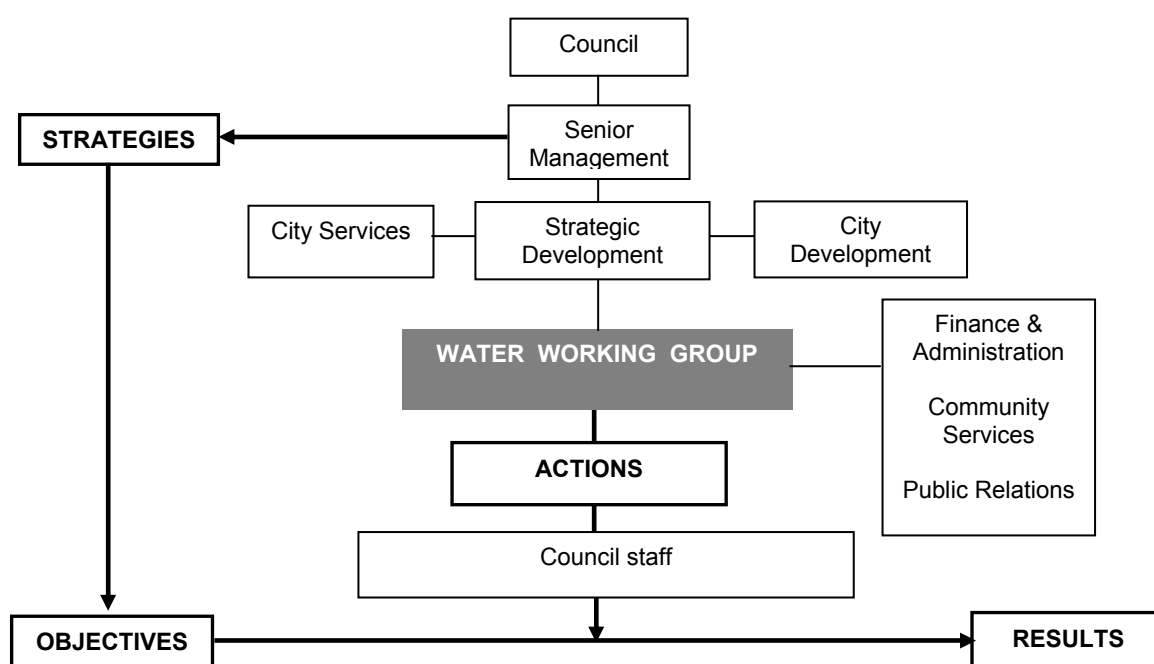 Council
STRATEGIES
Senior
Management
City Services
Strategic
Development
City
Development
WATER WORKING GROUP
Finance &
Administration
Community
Services
Public Relations
ACTIONS
Council staff
OBJECTIVES
RESULTS